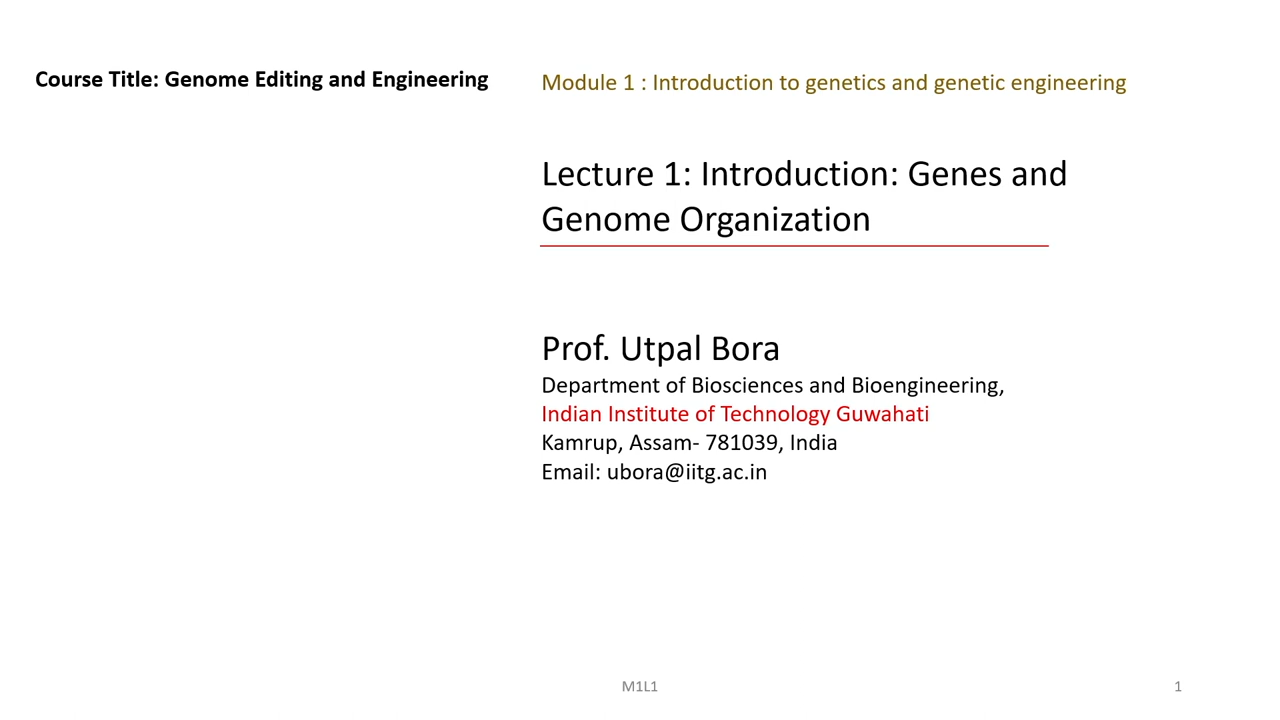 Course Title: Genome Editing and Engineering
Module 1 : Introduction to genetics and genetic engineering
Lecture 1: Introduction: Genes and
Genome Organization
Prof. Utpal Bora
Department of Biosciences and Bioengineering,
Indian Institute of Technology Guwahati
Kamrup, Assam- 781039, India
Email: ubora@iitg.ac.in
M1L1
1